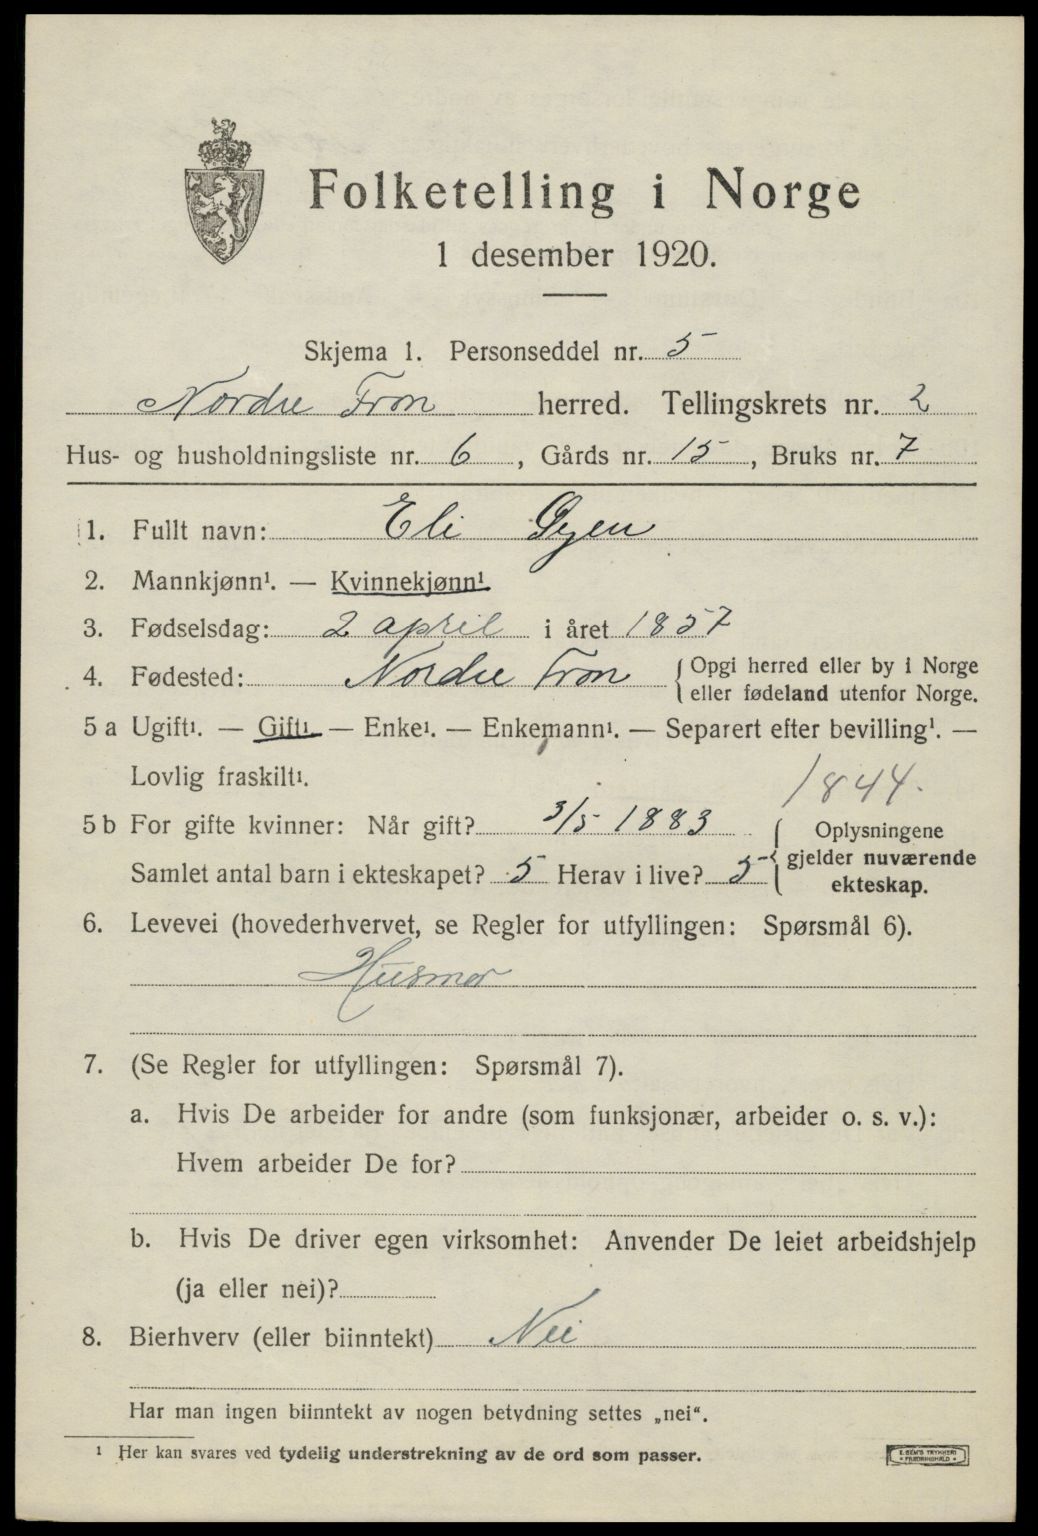 Folketelling i Norge
1 desember 1920.
Skjema 1. Personseddel nr. 5
Nordre Fron herred. Tellingskrets nr. 2
Hus- og husholdningsliste nr. 6, Gårds nr. 15, Bruks nr. 7
1. Fullt navn: Eli Øyen
2. Mannkjønn¹. — Kvinnekjønn¹
3. Fødselsdag: 2 april i året 1857
4. Fødested: Nordre Fron { Opgi herred eller by i Norge
eller fødeland utenfor Norge.
5 a Ugift¹. — Gift¹. — Enke¹. — Enkemann¹. — Separert efter bevilling¹. —
Lovlig fraskilt¹.
1844.
5 b For gifte kvinner: Når gift? 3/5 1883 { Oplysningene
gjelder nuværende
Samlet antal barn i ekteskapet? 5 Herav i live? 5
ekteskap.
6. Levevei (hovederhvervet, se Regler for utfyllingen: Spørsmål 6).
Husmor
7. (Se Regler for utfyllingen: Spørsmål 7).
a. Hvis De arbeider for andre (som funksjonær, arbeider o. s. v.):
Hvem arbeider De for?
b. Hvis De driver egen virksomhet: Anvender De leiet arbeidshjelp
(ja eller nei)?
8. Bierhverv (eller biinntekt) Nei
Har man ingen biinntekt av nogen betydning settes „nei".
¹ Her kan svares ved tydelig understrekning av de ord som passer.
E. SEM'S TRYKKERI
FREDRIKSHALD